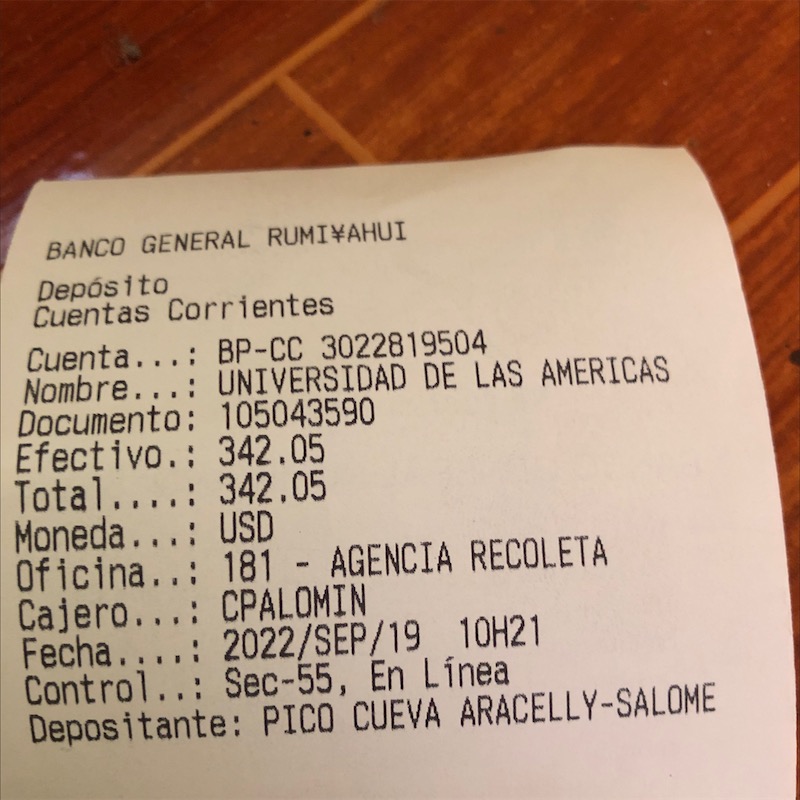 BANCO GENERAL RUMI¥AHUI
Depósito
Cuentas Corrientes
Cuenta...: BP-CC 3022819504
Nombre...: UNIVERSIDAD DE LAS AMERICAS
Documento: 105043590
Efectivo.: 342.05
Total....: 342.05
Moneda...: USD
Oficina..: 181 - AGENCIA RECOLETA
Cajero...: CPALOMIN
Fecha....: 2022/SEP/19 10H21
Control..: Sec-55, En Línea
Depositante: PICO CUEVA ARACELLY-SALOME